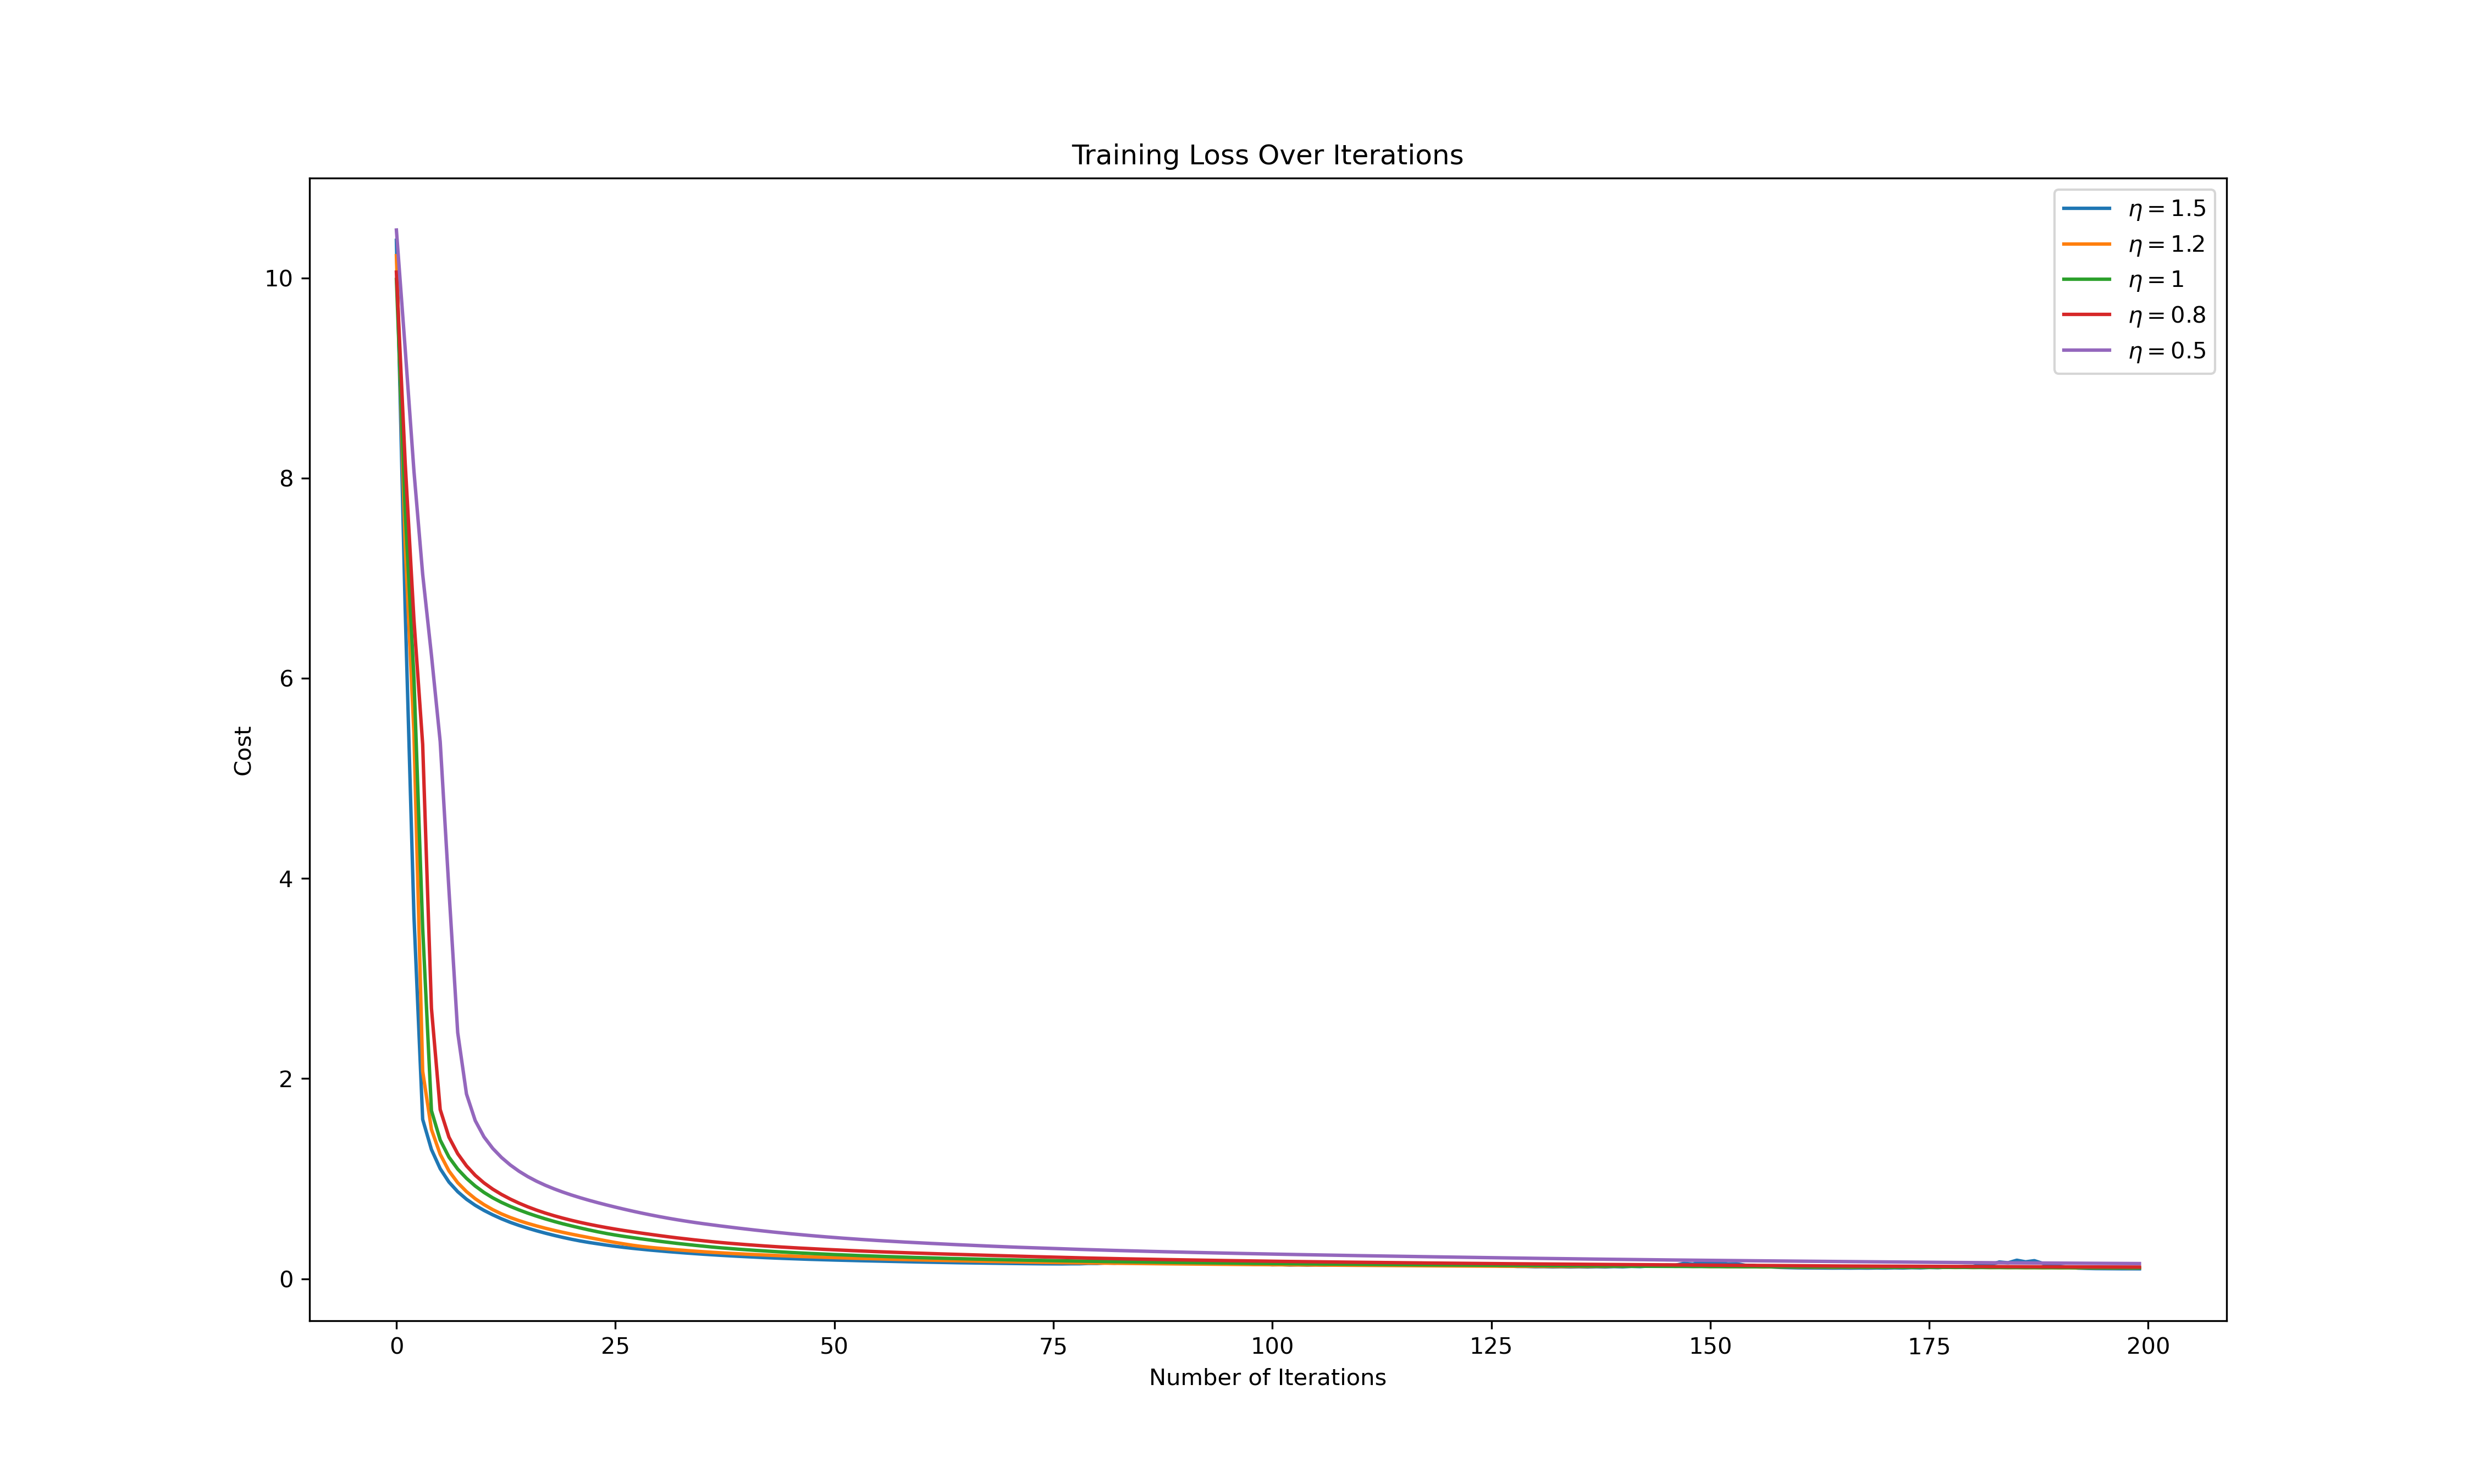 Training Loss Over Iterations
η = 1.5
η = 1.2
η = 1
η = 0.8
η = 0.5
10
8
6
4
2
0
Cost
0 25 50 75 100 125 150 175 200
Number of Iterations